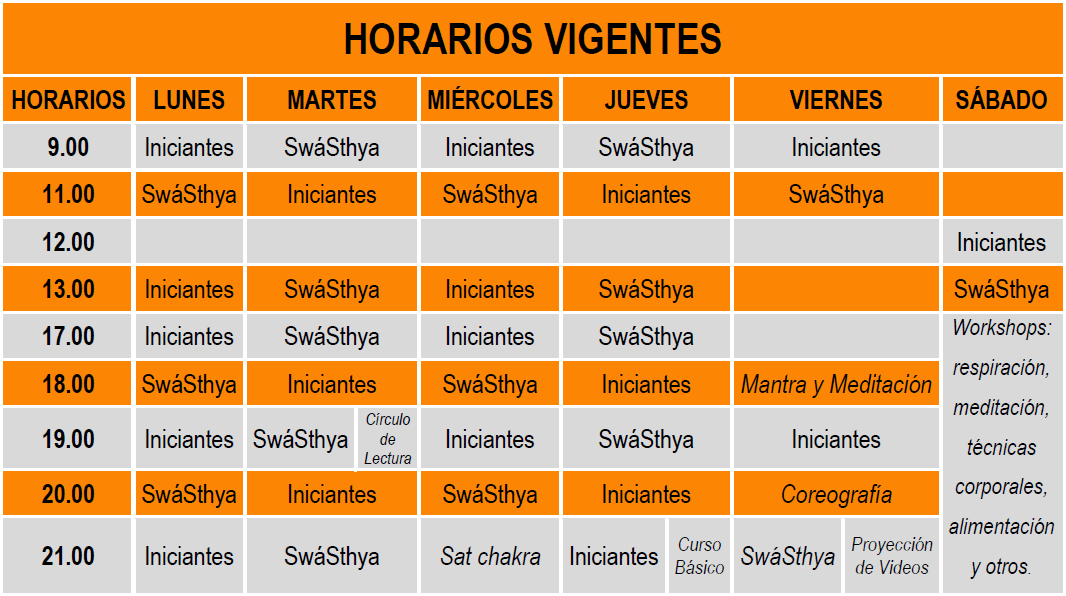 HORARIOS VIGENTES
HORARIOS LUNES MARTES MIÉRCOLES JUEVES VIERNES SÁBADO
9.00 Iniciantes SwáSthya Iniciantes SwáSthya Iniciantes
11.00 SwáSthya Iniciantes SwáSthya Iniciantes SwáSthya
12.00 Iniciantes
13.00 Iniciantes SwáSthya Iniciantes SwáSthya SwáSthya
17.00 Iniciantes SwáSthya Iniciantes SwáSthya
18.00 SwáSthya Iniciantes SwáSthya Iniciantes Mantra y Meditación
19.00 Iniciantes SwáSthya Círculo de Lectura Iniciantes SwáSthya Iniciantes
20.00 SwáSthya Iniciantes SwáSthya Iniciantes Coreografía
21.00 Iniciantes SwáSthya Sat chakra Iniciantes Curso Básico SwáSthya Proyección de Videos
Workshops:
respiración,
meditación,
técnicas
corporales,
alimentación
y otros.